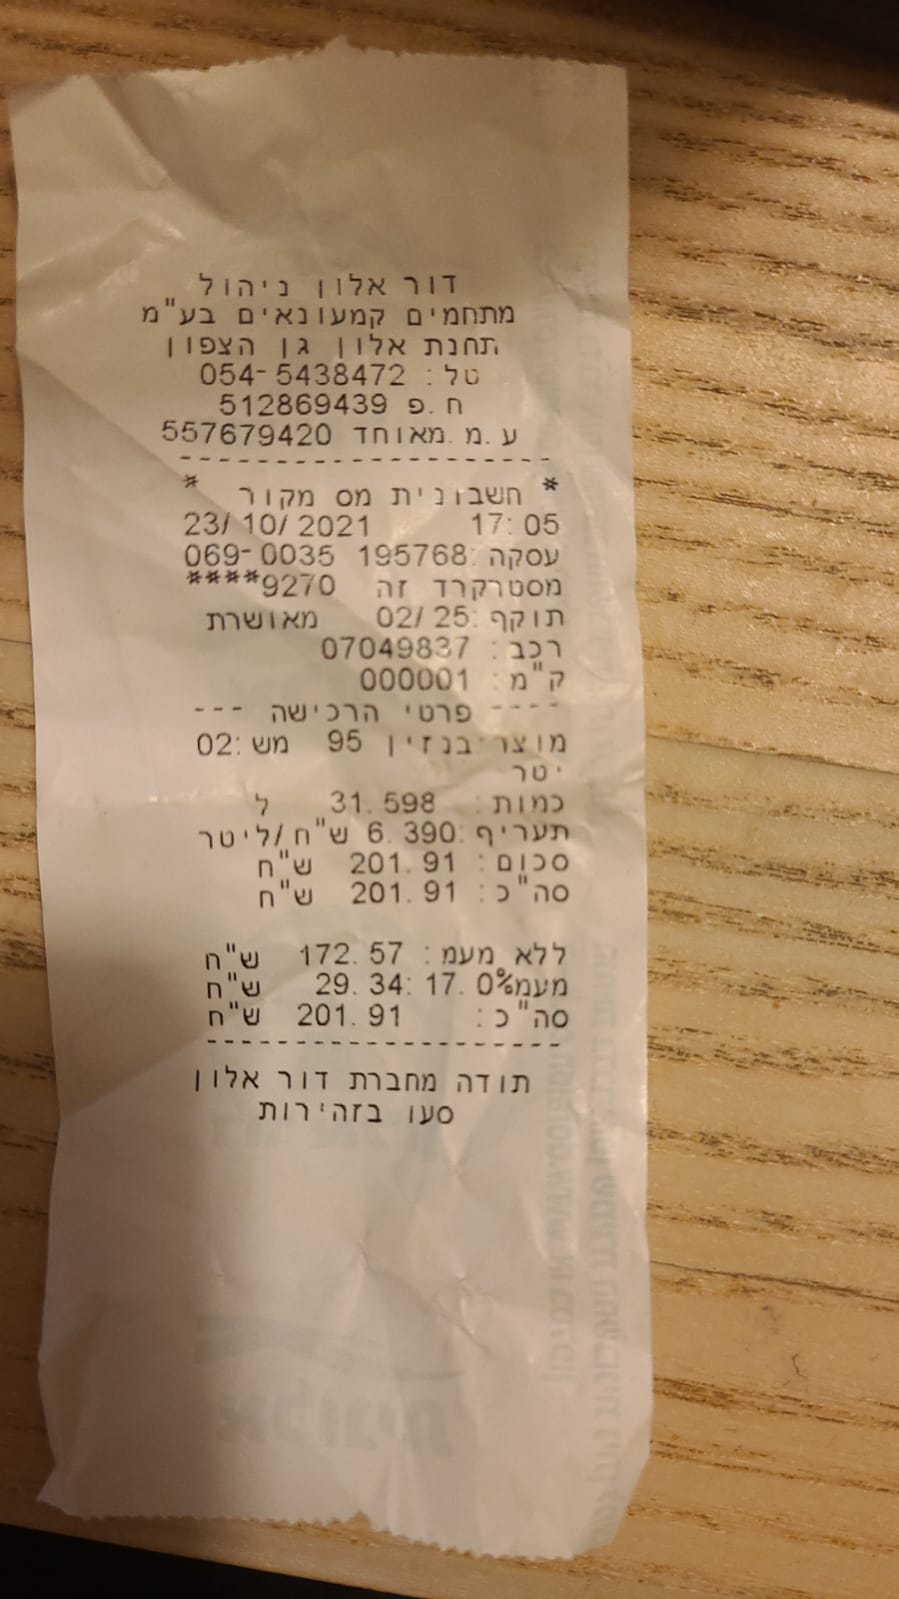 דור אלון ניהול
מתחמים קמעונאים בע"מ
תחנת אלון גן הצפון
טל: 054-5438472
ח.פ 512869439
ע.מ.מאוחד 557679420
--------------------
* חשבונית מס מקור *
17:05 23/10/2021
עסקה: 195768 069-0035
מסטרקרד זה 9270****
תוקף: 02/25 מאושרת
רכב: 07049837
ק"מ: 000001
---- פרטי הרכישה ---
מוצר בנזין 95 מש: 02
יטר
כמות: 31.598 ל
תעריף: 6.390 ש"ח/ליטר
סכום: 201.91 ש"ח
סה"כ: 201.91 ש"ח
ללא מעמ: 172.57 ש"ח
מעמ 17.0%: 29.34 ש"ח
סה"כ: 201.91 ש"ח
--------------------
תודה מחברת דור אלון
סעו בזהירות